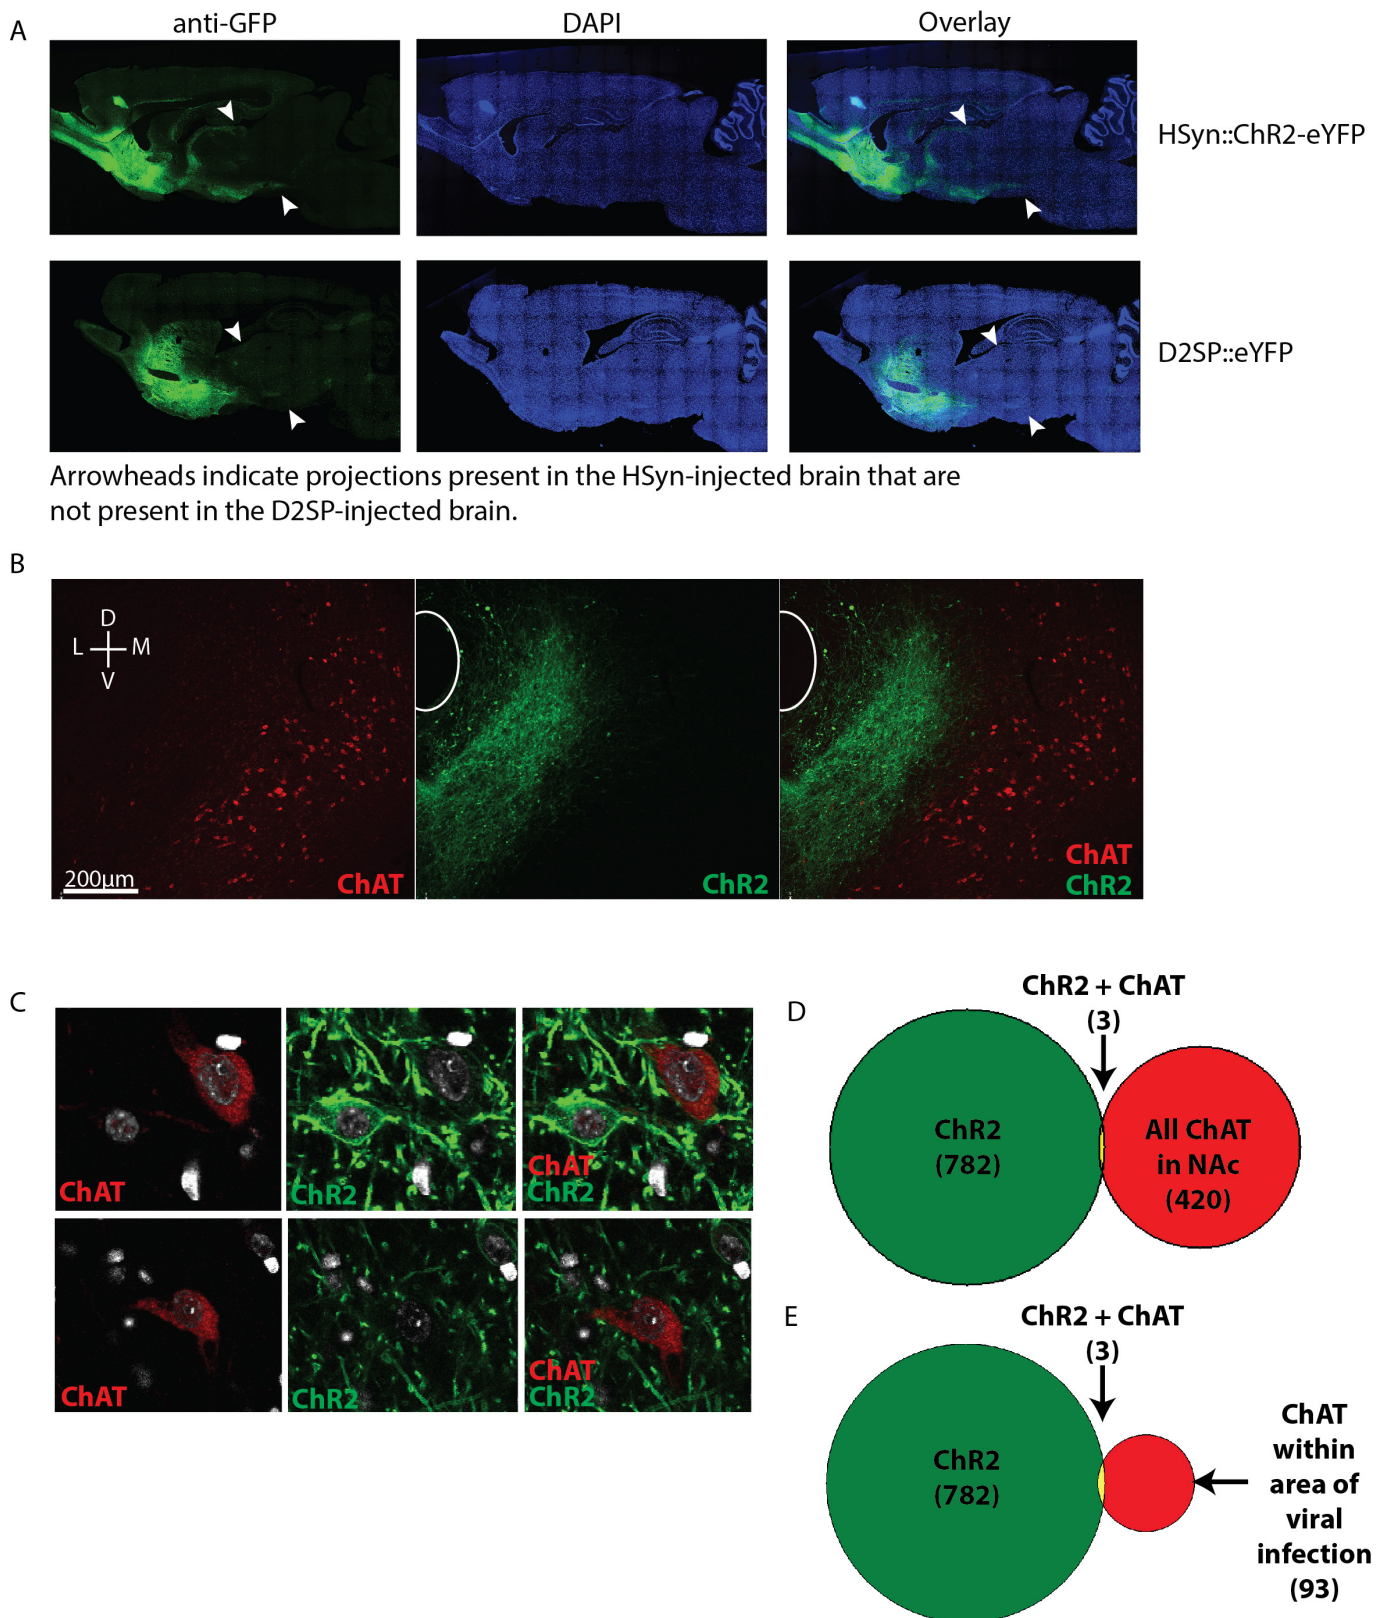 A
anti-GFP
DAPI
Overlay
HSyn::ChR2-eYFP
D2SP::eYFP
Arrowheads indicate projections present in the HSyn-injected brain that are
not present in the D2SP-injected brain.
B
D
L M
V
200μm
ChAT
ChR2
ChAT
ChR2
C
ChAT
ChR2
ChAT
ChR2
ChAT
ChR2
ChAT
ChR2
D
ChR2 + ChAT
(3)
ChR2
(782)
All ChAT
in NAc
(420)
E
ChR2 + ChAT
(3)
ChR2
(782)
ChAT
within
area of
viral
infection
(93)